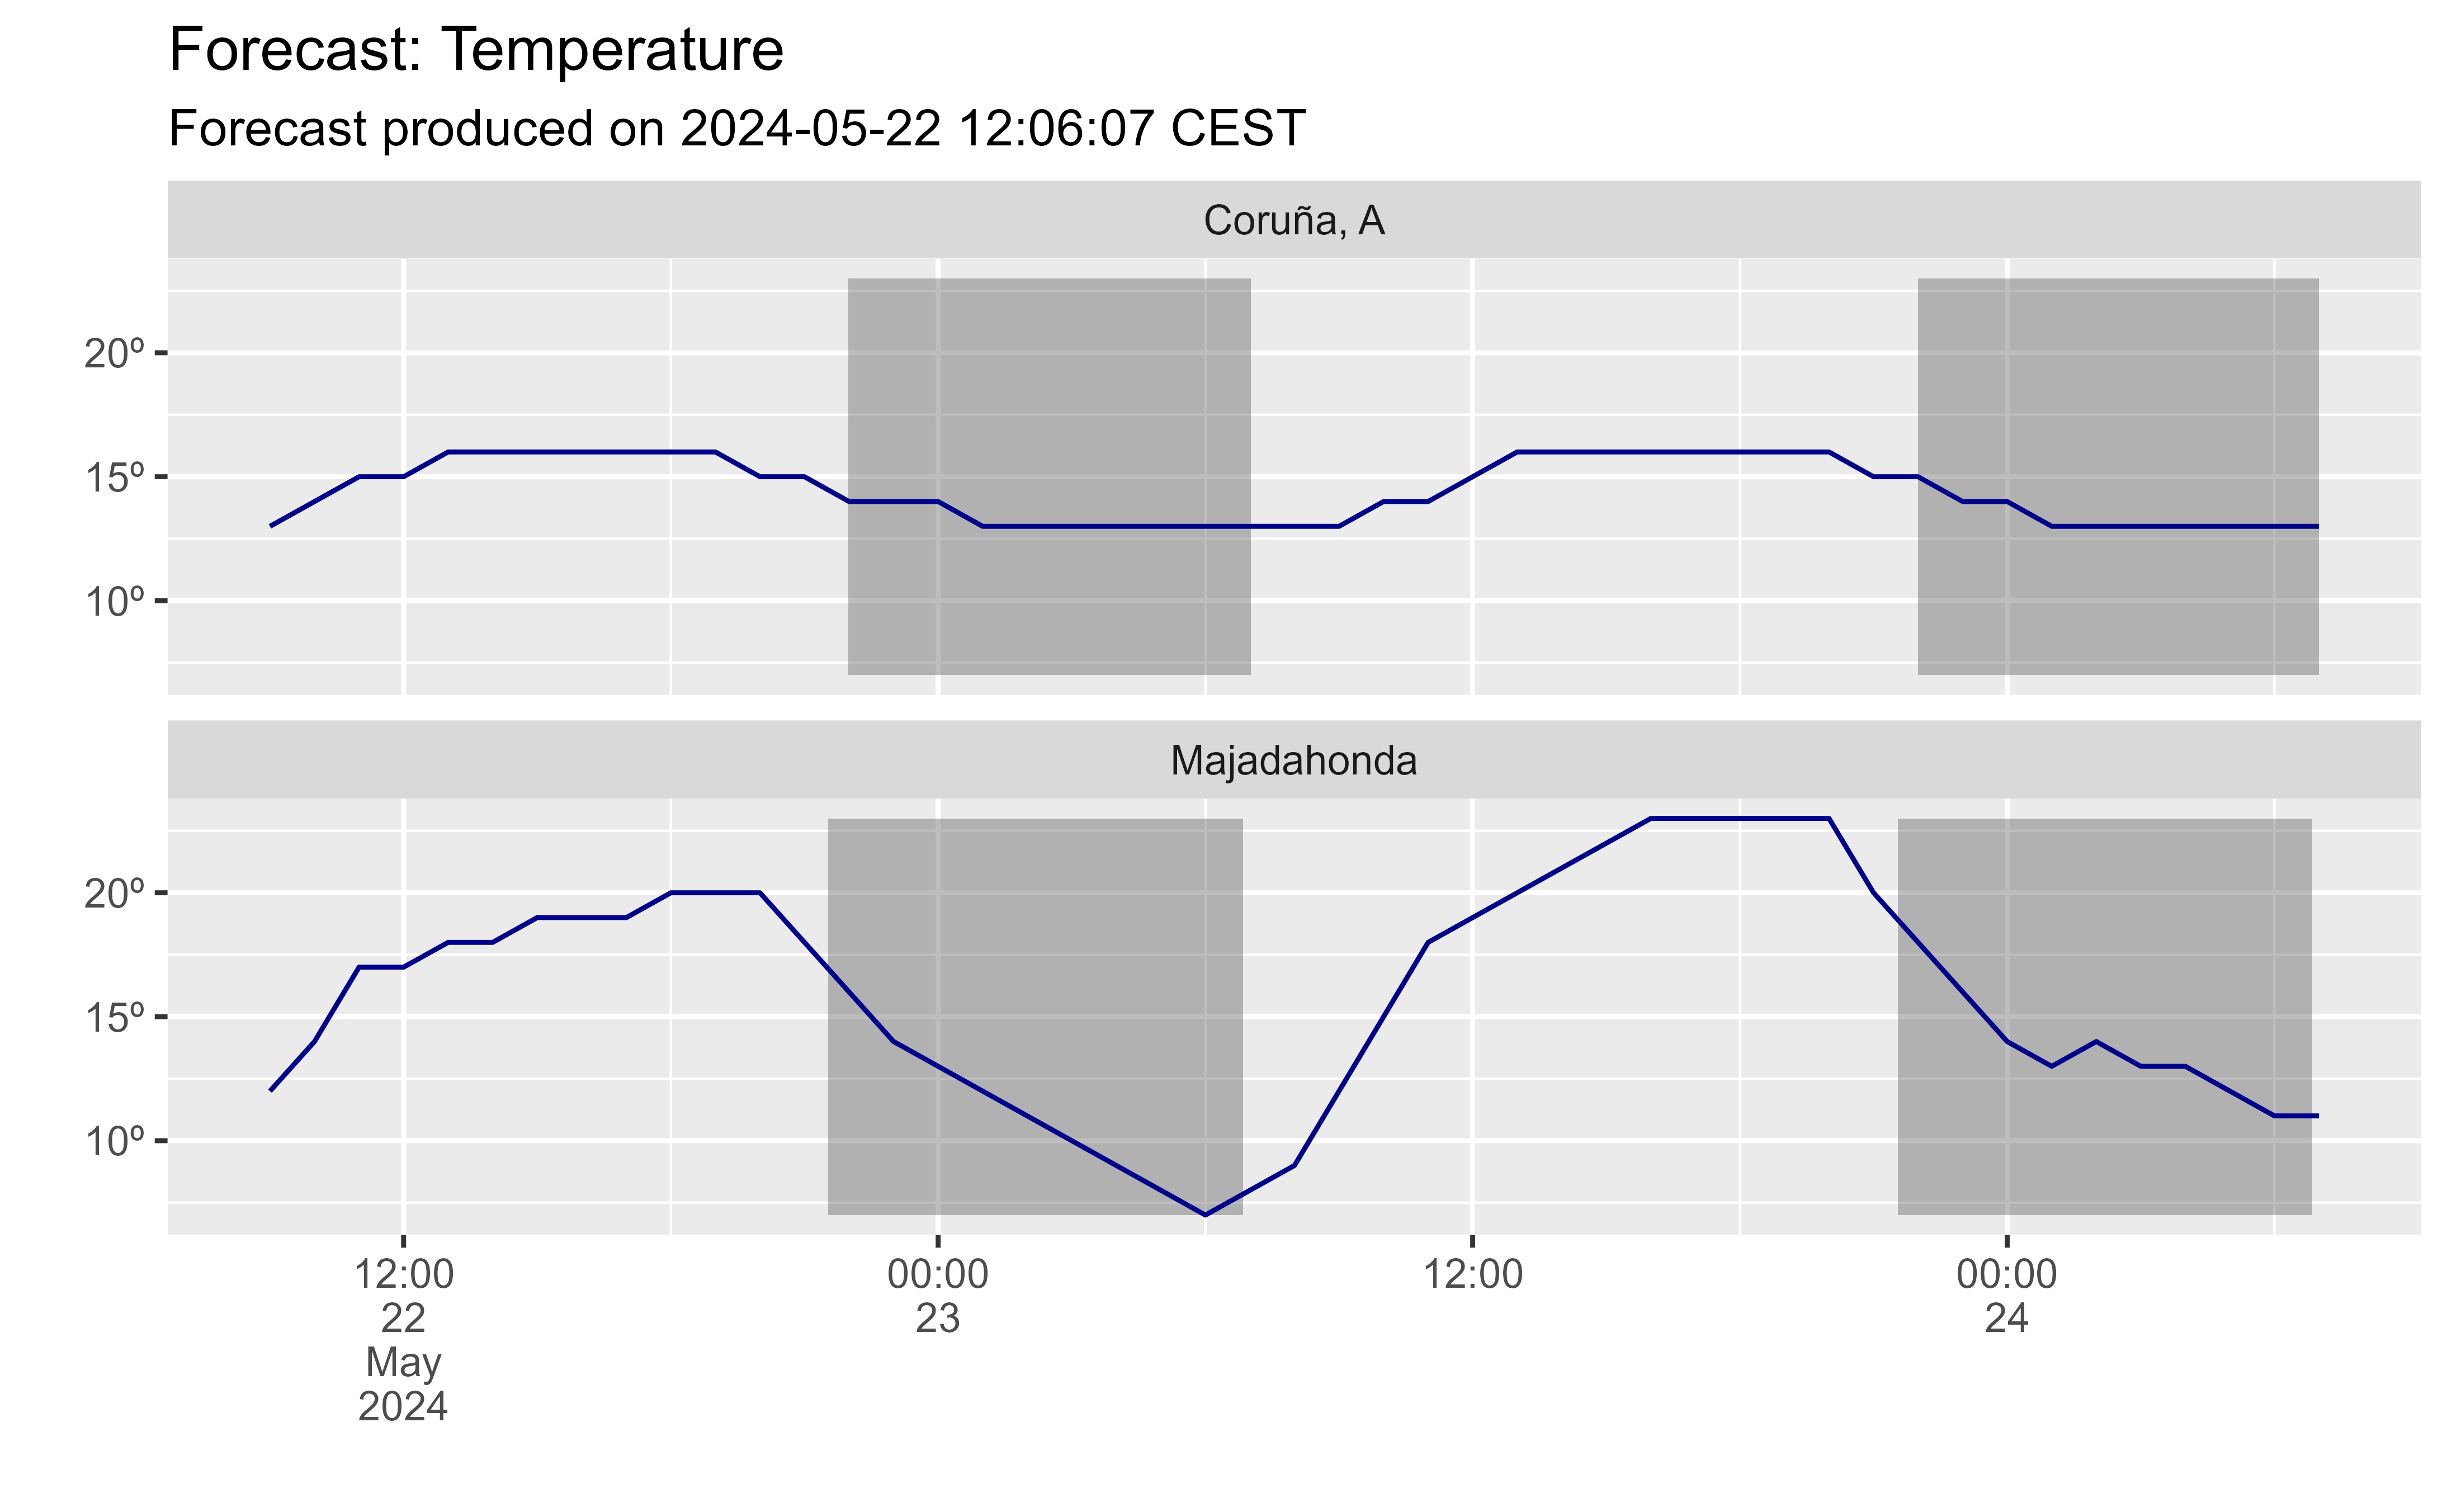 Forecast: Temperature
Forecast produced on 2024-05-22 12:06:07 CEST
Coruña, A
20º
15º
10º
Majadahonda
20º
15º
10º
12:00 00:00 12:00 00:00
22 23 24
May
2024